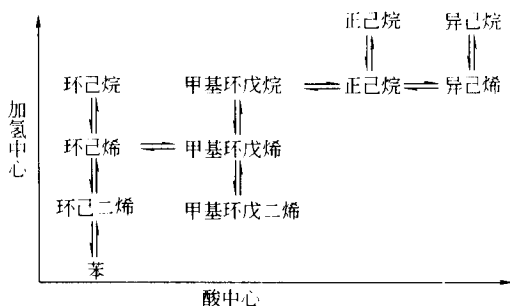 正己烷 异己烷
环己烷 甲基环戊烷 正己烷 异己烯
环己烯 甲基环戊烯
环己二烯 甲基环戊二烯
苯
加氢中心
酸中心